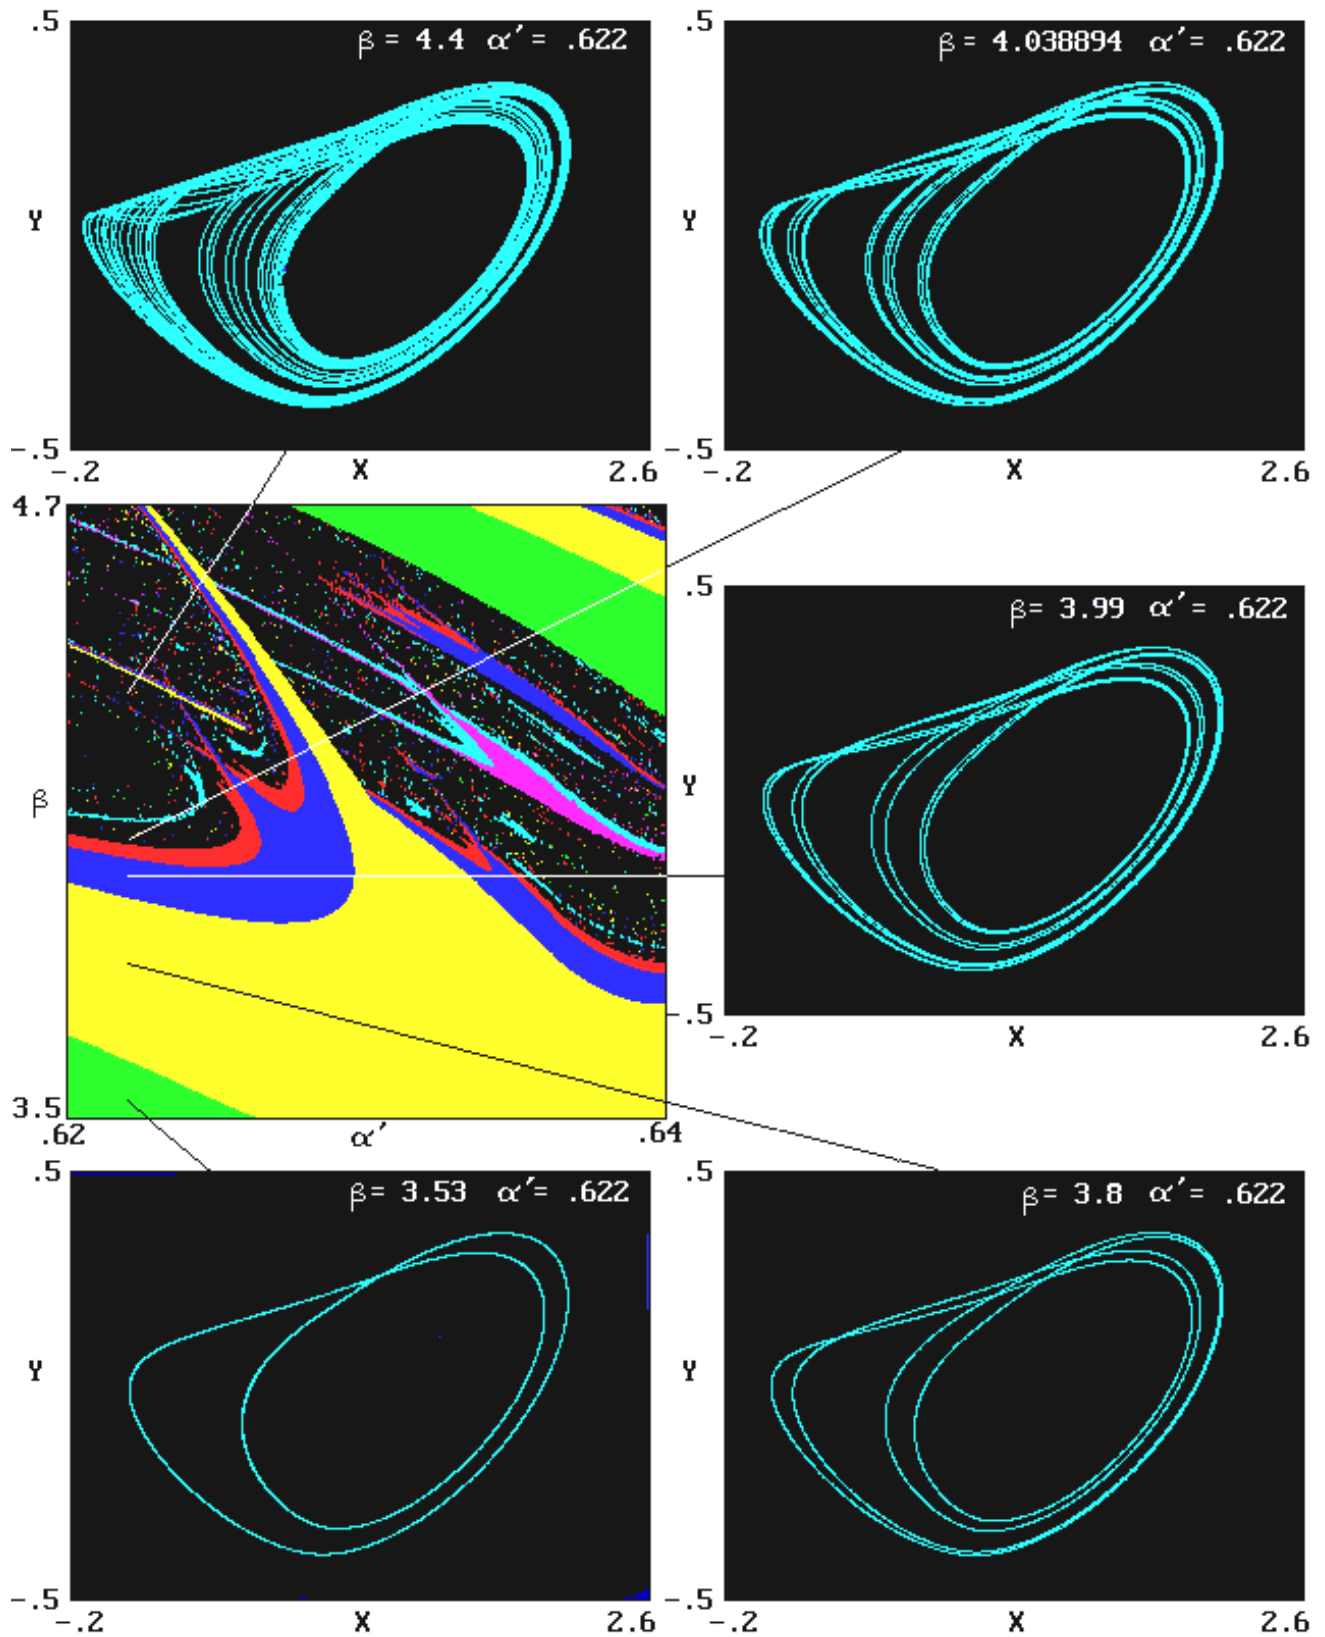 .5
β = 4.4 α′ = .622
Y
-.5
-.2 X 2.6
.5
β = 4.038894 α′ = .622
Y
-.5
-.2 X 2.6
4.7
β
3.5
.62 α′ .64
.5
β = 3.99 α′ = .622
Y
-.5
-.2 X 2.6
.5
β = 3.53 α′ = .622
Y
-.5
-.2 X 2.6
.5
β = 3.8 α′ = .622
Y
-.5
-.2 X 2.6